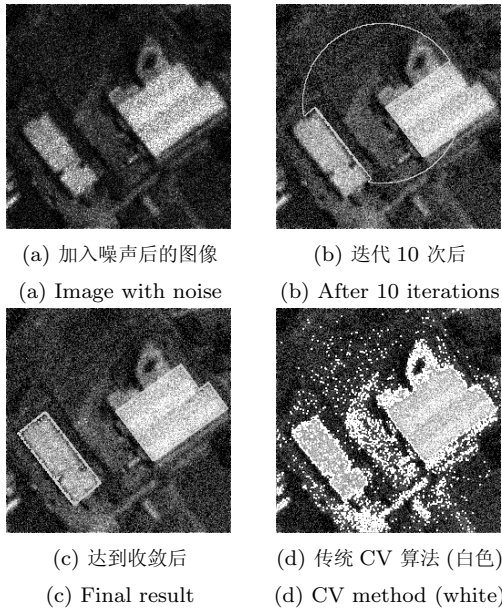 (a) 加入噪声后的图像
(b) 迭代 10 次后
(a) Image with noise
(b) After 10 iterations
(c) 达到收敛后
(d) 传统 CV 算法 (白色)
(c) Final result
(d) CV method (white)